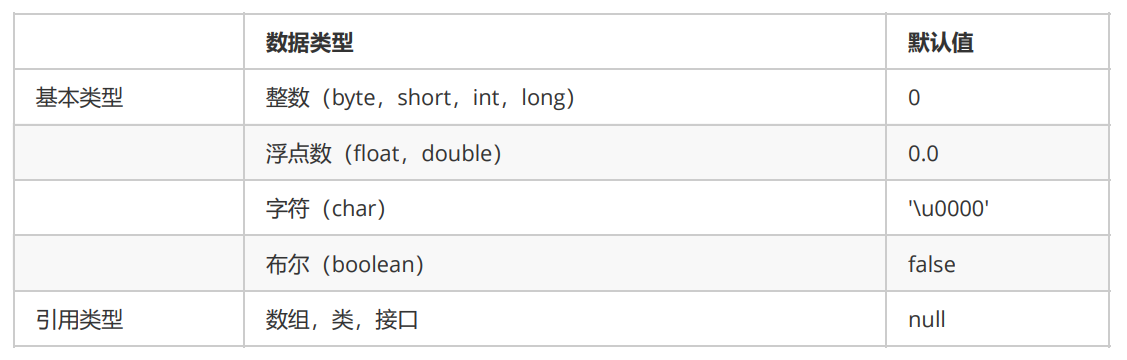 数据类型 默认值
基本类型 整数（byte，short，int，long） 0
浮点数（float，double） 0.0
字符（char） '\u0000'
布尔（boolean） false
引用类型 数组，类，接口 null